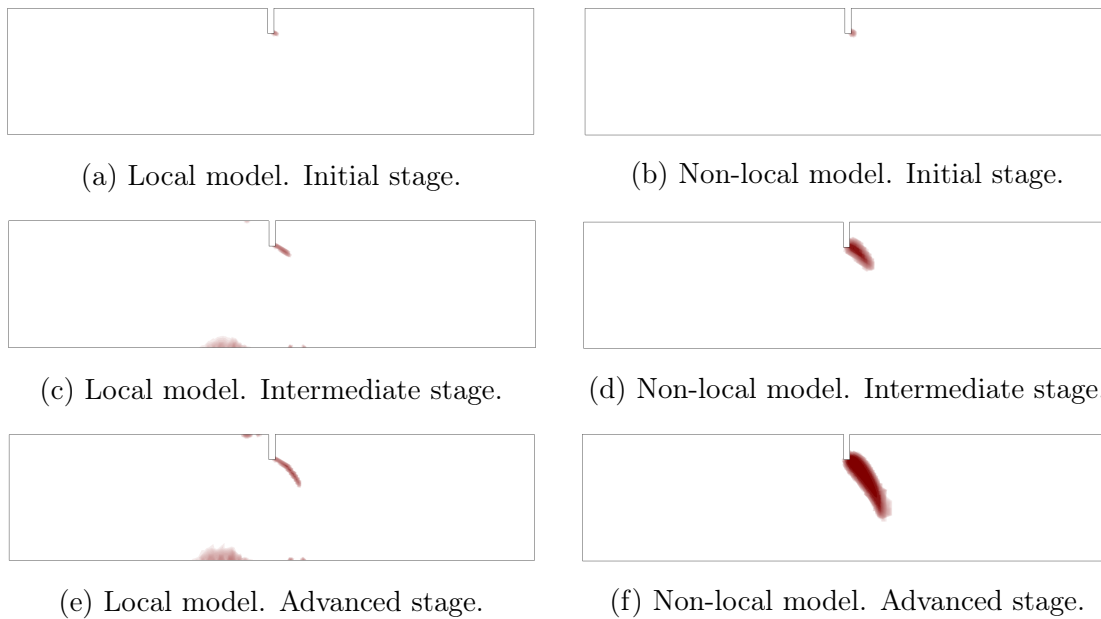 (a) Local model. Initial stage.
(b) Non-local model. Initial stage.
(c) Local model. Intermediate stage.
(d) Non-local model. Intermediate stage.
(e) Local model. Advanced stage.
(f) Non-local model. Advanced stage.